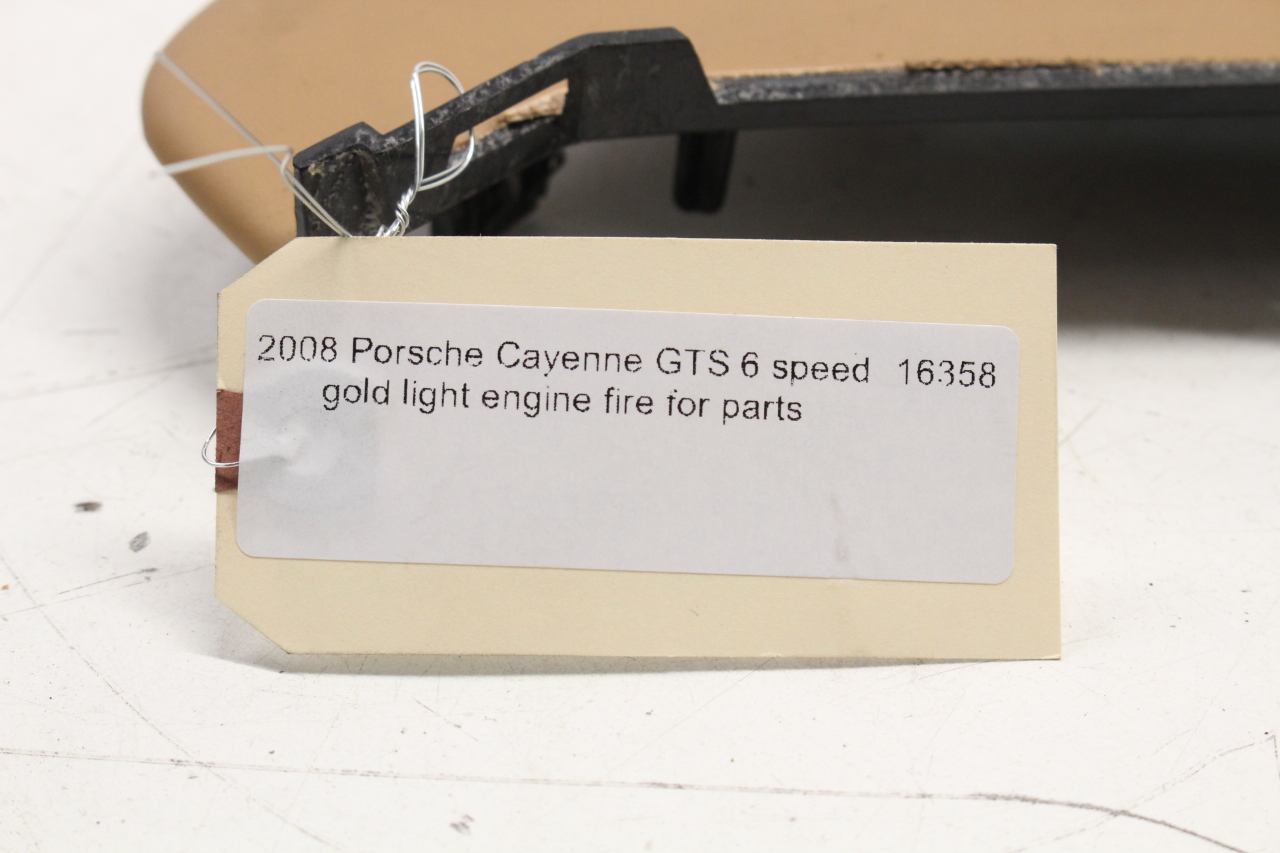 2008 Porsche Cayenne GTS 6 speed 16358
gold light engine fire for parts